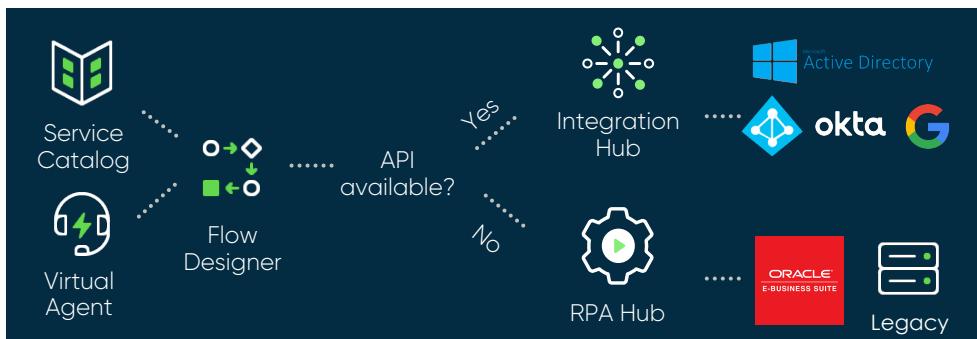 Service
Catalog
Virtual
Agent
Flow
Designer
API
available?
Yes
No
Integration
Hub
RPA Hub
Microsoft
Active Directory
okta
ORACLE
E-BUSINESS SUITE
Legacy